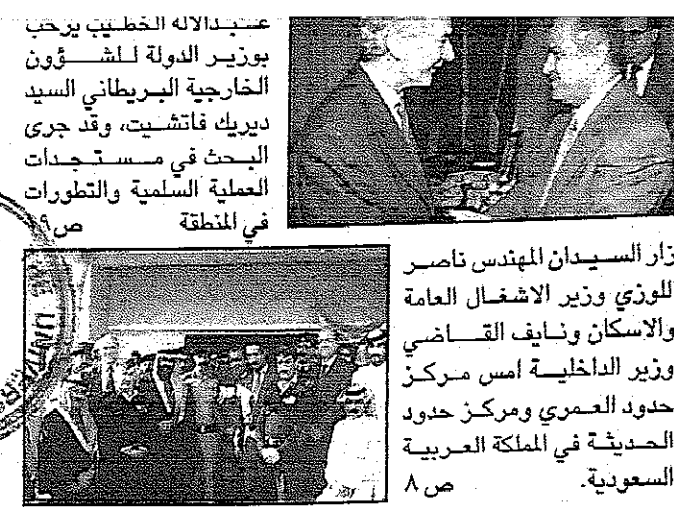 عبدالاله الخطيب يرحب
بوزير الدولة للشؤون
الخارجية البريطاني السيد
ديريك فاتشيت، وقد جرى
البحث في مستجدات
العملية السلمية والتطورات
في المنطقة ص٩
زار السيدان المهندس ناصر
اللوزي وزير الاشغال العامة
والاسكان ونايف القاضي
وزير الداخلية امس مركز
حدود العمري ومركز حدود
الحديثة في المملكة العربية
السعودية. ص٨